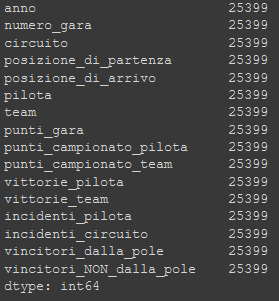 anno 25399
numero_gara 25399
circuito 25399
posizione_di_partenza 25399
posizione_di_arrivo 25399
pilota 25399
team 25399
punti_gara 25399
punti_campionato_pilota 25399
punti_campionato_team 25399
vittorie_pilota 25399
vittorie_team 25399
incidenti_pilota 25399
incidenti_circuito 25399
vincitori_dalla_pole 25399
vincitori_NON_dalla_pole 25399
dtype: int64